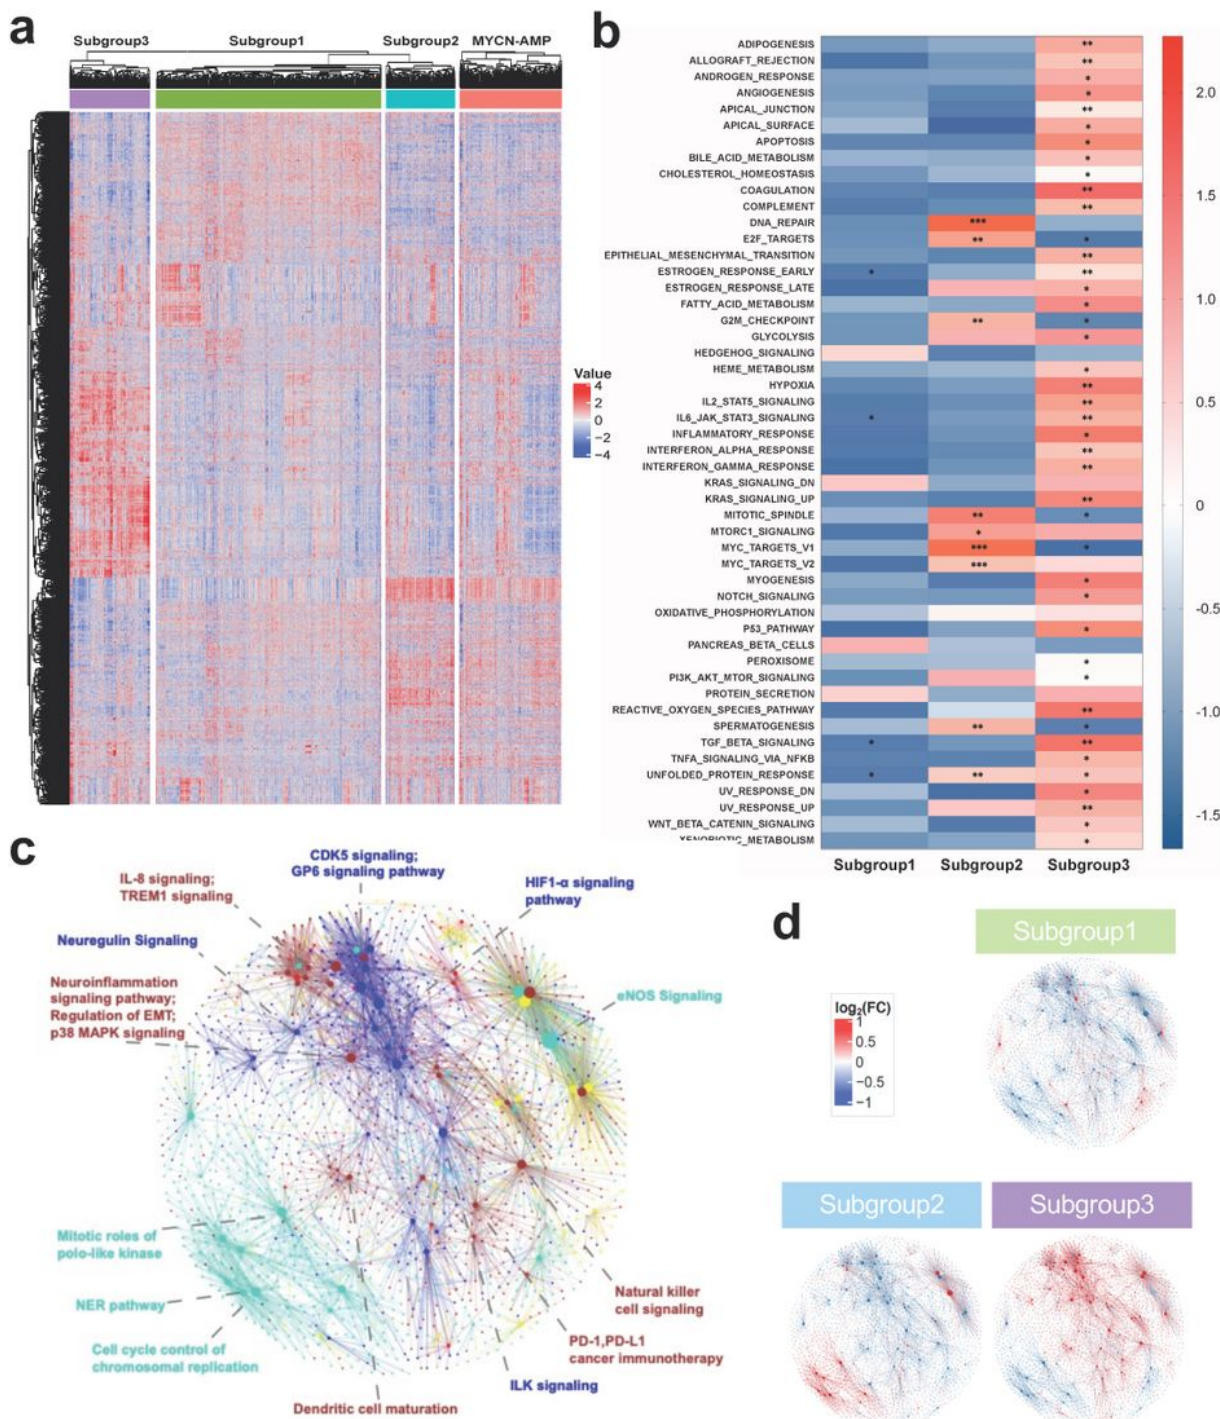 a
Subgroup3
Subgroup1
Subgroup2
MYCN-AMP
Value
4
2
0
−2
−4
b
ADIPOGENESIS **
ALLOGRAFT_REJECTION **
ANDROGEN_RESPONSE *
ANGIOGENESIS *
APICAL_JUNCTION **
APICAL_SURFACE *
APOPTOSIS *
BILE_ACID_METABOLISM *
CHOLESTEROL_HOMEOSTASIS *
COAGULATION **
COMPLEMENT **
DNA_REPAIR ***
E2F_TARGETS ** *
EPITHELIAL_MESENCHYMAL_TRANSITION **
ESTROGEN_RESPONSE_EARLY * **
ESTROGEN_RESPONSE_LATE *
FATTY_ACID_METABOLISM *
G2M_CHECKPOINT ** *
GLYCOLYSIS *
HEDGEHOG_SIGNALING
HEME_METABOLISM *
HYPOXIA **
IL2_STAT5_SIGNALING **
IL6_JAK_STAT3_SIGNALING * **
INFLAMMATORY_RESPONSE *
INTERFERON_ALPHA_RESPONSE **
INTERFERON_GAMMA_RESPONSE **
KRAS_SIGNALING_DN
KRAS_SIGNALING_UP **
MITOTIC_SPINDLE ** *
MTORC1_SIGNALING *
MYC_TARGETS_V1 *** *
MYC_TARGETS_V2 ***
MYOGENESIS *
NOTCH_SIGNALING *
OXIDATIVE_PHOSPHORYLATION
P53_PATHWAY *
PANCREAS_BETA_CELLS
PEROXISOME *
PI3K_AKT_MTOR_SIGNALING *
PROTEIN_SECRETION
REACTIVE_OXYGEN_SPECIES_PATHWAY **
SPERMATOGENESIS ** *
TGF_BETA_SIGNALING * **
TNFA_SIGNALING_VIA_NFKB *
UNFOLDED_PROTEIN_RESPONSE * ** *
UV_RESPONSE_DN *
UV_RESPONSE_UP **
WNT_BETA_CATENIN_SIGNALING *
XENOBIOTIC_METABOLISM *
Subgroup1
Subgroup2
Subgroup3
2.0
1.5
1.0
0.5
0
-0.5
-1.0
-1.5
c
CDK5 signaling;
GP6 signaling pathway
IL-8 signaling;
TREM1 signaling
HIF1-α signaling
pathway
Neuregulin Signaling
Neuroinflammation
signaling pathway;
Regulation of EMT;
p38 MAPK signaling
eNOS Signaling
Mitotic roles of
polo-like kinase
NER pathway
Cell cycle control of
chromosomal replication
Natural killer
cell signaling
PD-1,PD-L1
cancer immunotherapy
ILK signaling
Dendritic cell maturation
d
Subgroup1
log2(FC)
1
0.5
0
−0.5
−1
Subgroup2
Subgroup3